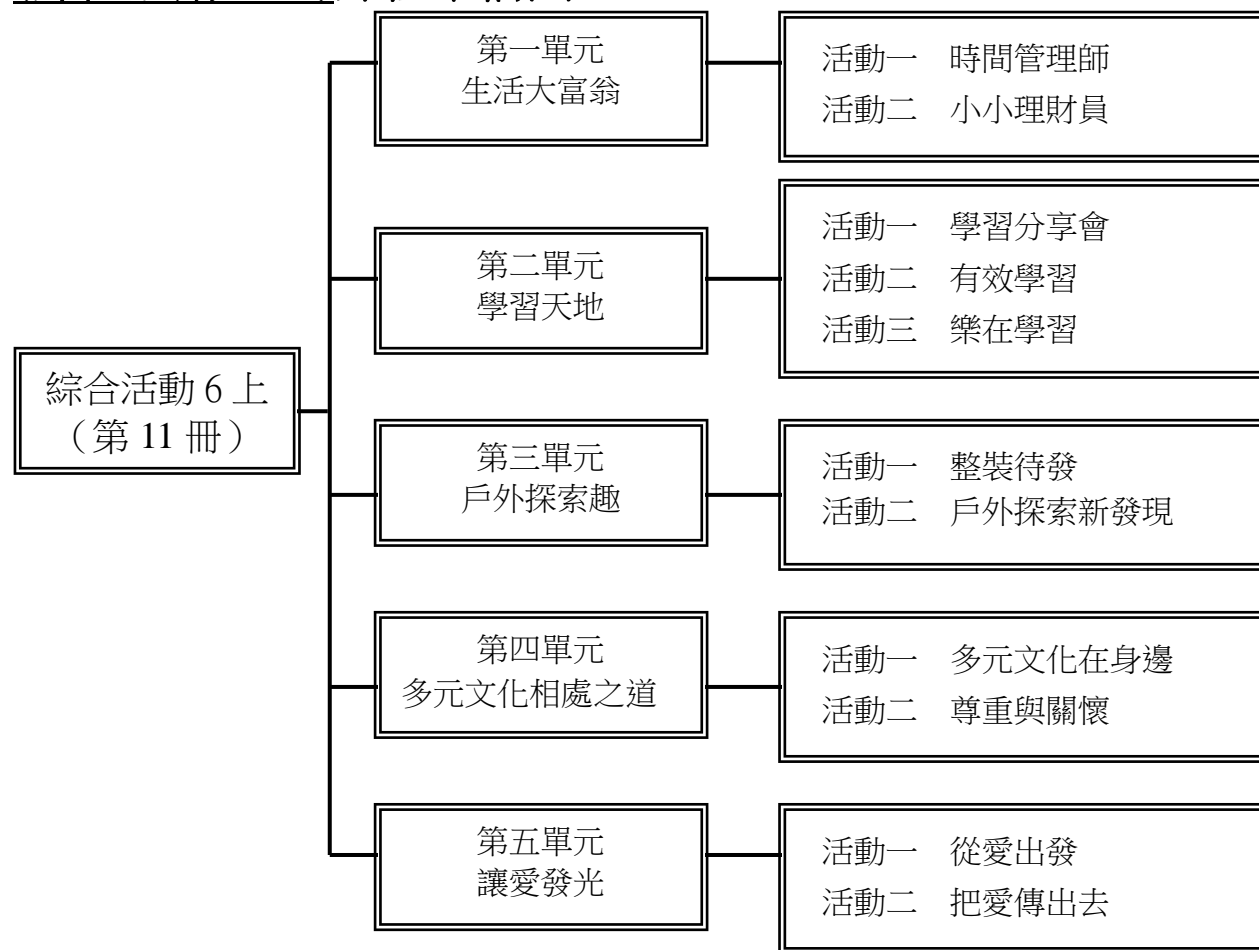 第一單元
生活大富翁
活動一 時間管理師
活動二 小小理財員
第二單元
學習天地
活動一 學習分享會
活動二 有效學習
活動三 樂在學習
綜合活動 6 上
（第 11 冊）
第三單元
戶外探索趣
活動一 整裝待發
活動二 戶外探索新發現
第四單元
多元文化相處之道
活動一 多元文化在身邊
活動二 尊重與關懷
第五單元
讓愛發光
活動一 從愛出發
活動二 把愛傳出去